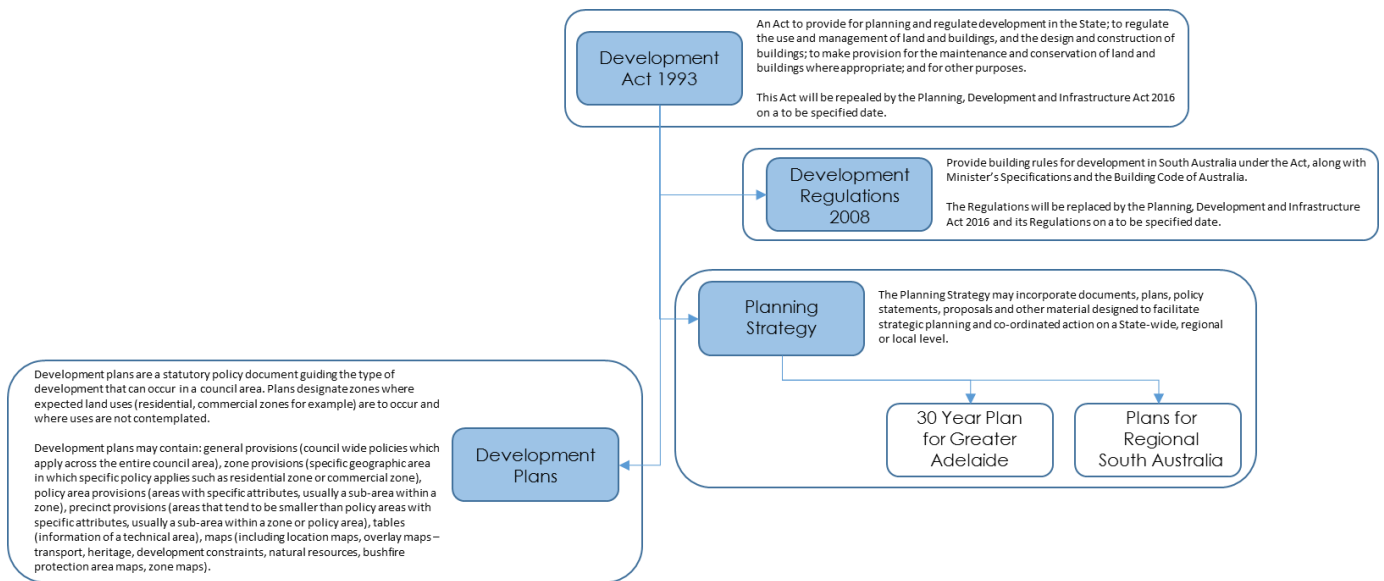 Development
Act 1993
An Act to provide for planning and regulate development in the State; to regulate
the use and management of land and buildings, and the design and construction of
buildings; to make provision for the maintenance and conservation of land and
buildings where appropriate; and for other purposes.
This Act will be repealed by the Planning, Development and Infrastructure Act 2016
on a to be specified date.
Development
Regulations
2008
Provide building rules for development in South Australia under the Act, along with
Minister's Specifications and the Building Code of Australia.
The Regulations will be replaced by the Planning, Development and Infrastructure
Act 2016 and its Regulations on a to be specified date.
Planning
Strategy
The Planning Strategy may incorporate documents, plans, policy
statements, proposals and other material designed to facilitate
strategic planning and co-ordinated action on a State-wide, regional
or local level.
30 Year Plan
for Greater
Adelaide
Plans for
Regional
South Australia
Development plans are a statutory policy document guiding the type of
development that can occur in a council area. Plans designate zones where
expected land uses (residential, commercial zones for example) are to occur and
where uses are not contemplated.
Development plans may contain: general provisions (council wide policies which
apply across the entire council area), zone provisions (specific geographic area
in which specific policy applies such as residential zone or commercial zone),
policy area provisions (areas with specific attributes, usually a sub-area within a
zone), precinct provisions (areas that tend to be smaller than policy areas with
specific attributes, usually a sub-area within a zone or policy area), tables
(information of a technical area), maps (including location maps, overlay maps –
transport, heritage, development constraints, natural resources, bushfire
protection area maps, zone maps).
Development
Plans